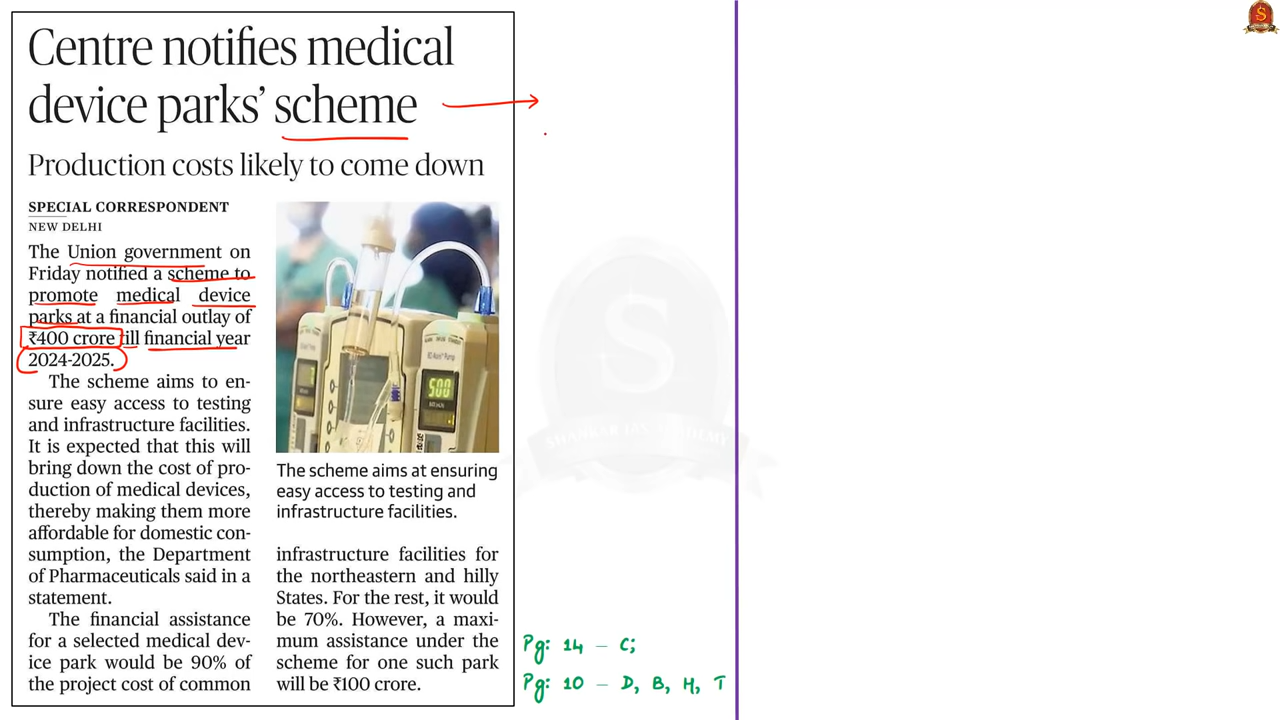 Centre notifies medical
device parks' scheme
Production costs likely to come down
SPECIAL CORRESPONDENT
NEW DELHI
The Union government on
Friday notified a scheme to
promote medical device
parks at a financial outlay of
₹400 crore till financial year
2024-2025.
The scheme aims to en-
sure easy access to testing
and infrastructure facilities.
It is expected that this will
bring down the cost of pro-
duction of medical devices,
thereby making them more
affordable for domestic con-
sumption, the Department
of Pharmaceuticals said in a
statement.
The financial assistance
for a selected medical dev-
ice park would be 90% of
the project cost of common
500
The scheme aims at ensuring
easy access to testing and
infrastructure facilities.
infrastructure facilities for
the northeastern and hilly
States. For the rest, it would
be 70%. However, a maxi-
mum assistance under the
scheme for one such park
will be ₹100 crore.
S
SHANKAR IAS ACADEMY
Pg: 14 – C;
Pg: 10 – D, B, H, T
S